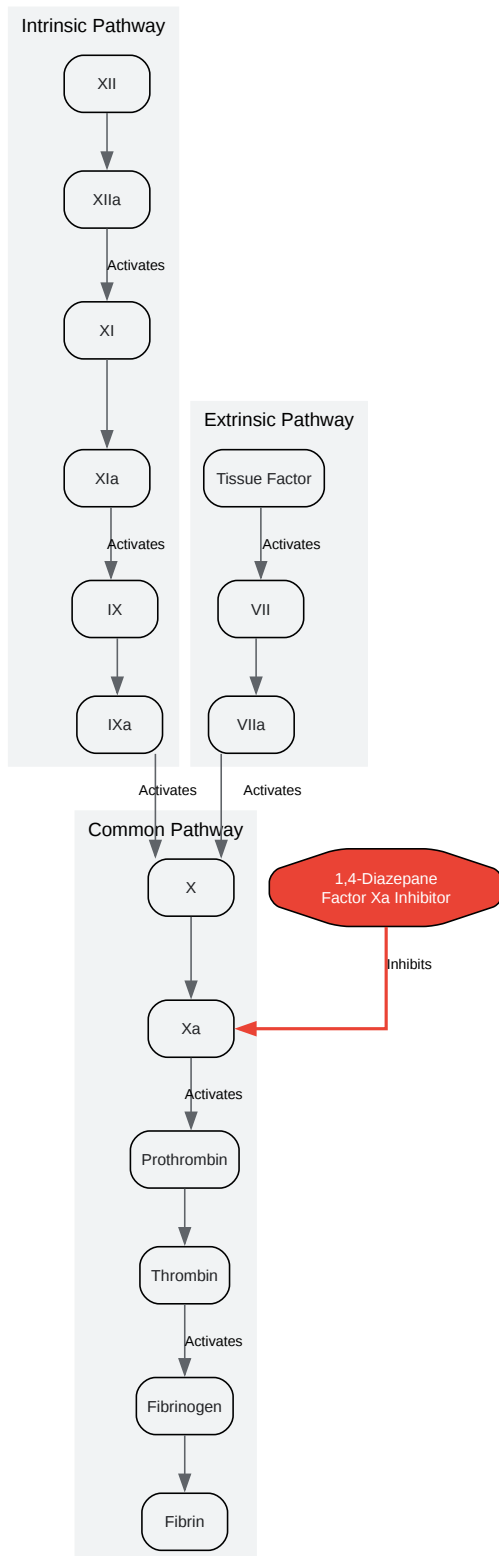 Intrinsic Pathway
XII
XIIa
Activates
XI
XIa
Activates
IX
IXa
Activates
Extrinsic Pathway
Tissue Factor
Activates
VII
VIIa
Activates
Common Pathway
X
1,4-Diazepane
Factor Xa Inhibitor
Inhibits
Xa
Activates
Prothrombin
Thrombin
Activates
Fibrinogen
Fibrin